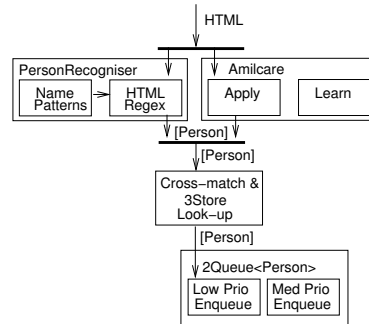 HTML
PersonRecogniser
Name
Patterns
HTML
Regex
Amilcare
Apply
Learn
[Person]
[Person]
Cross-match &
3Store
Look-up
[Person]
2Queue<Person>
Low Prio
Enqueue
Med Prio
Enqueue